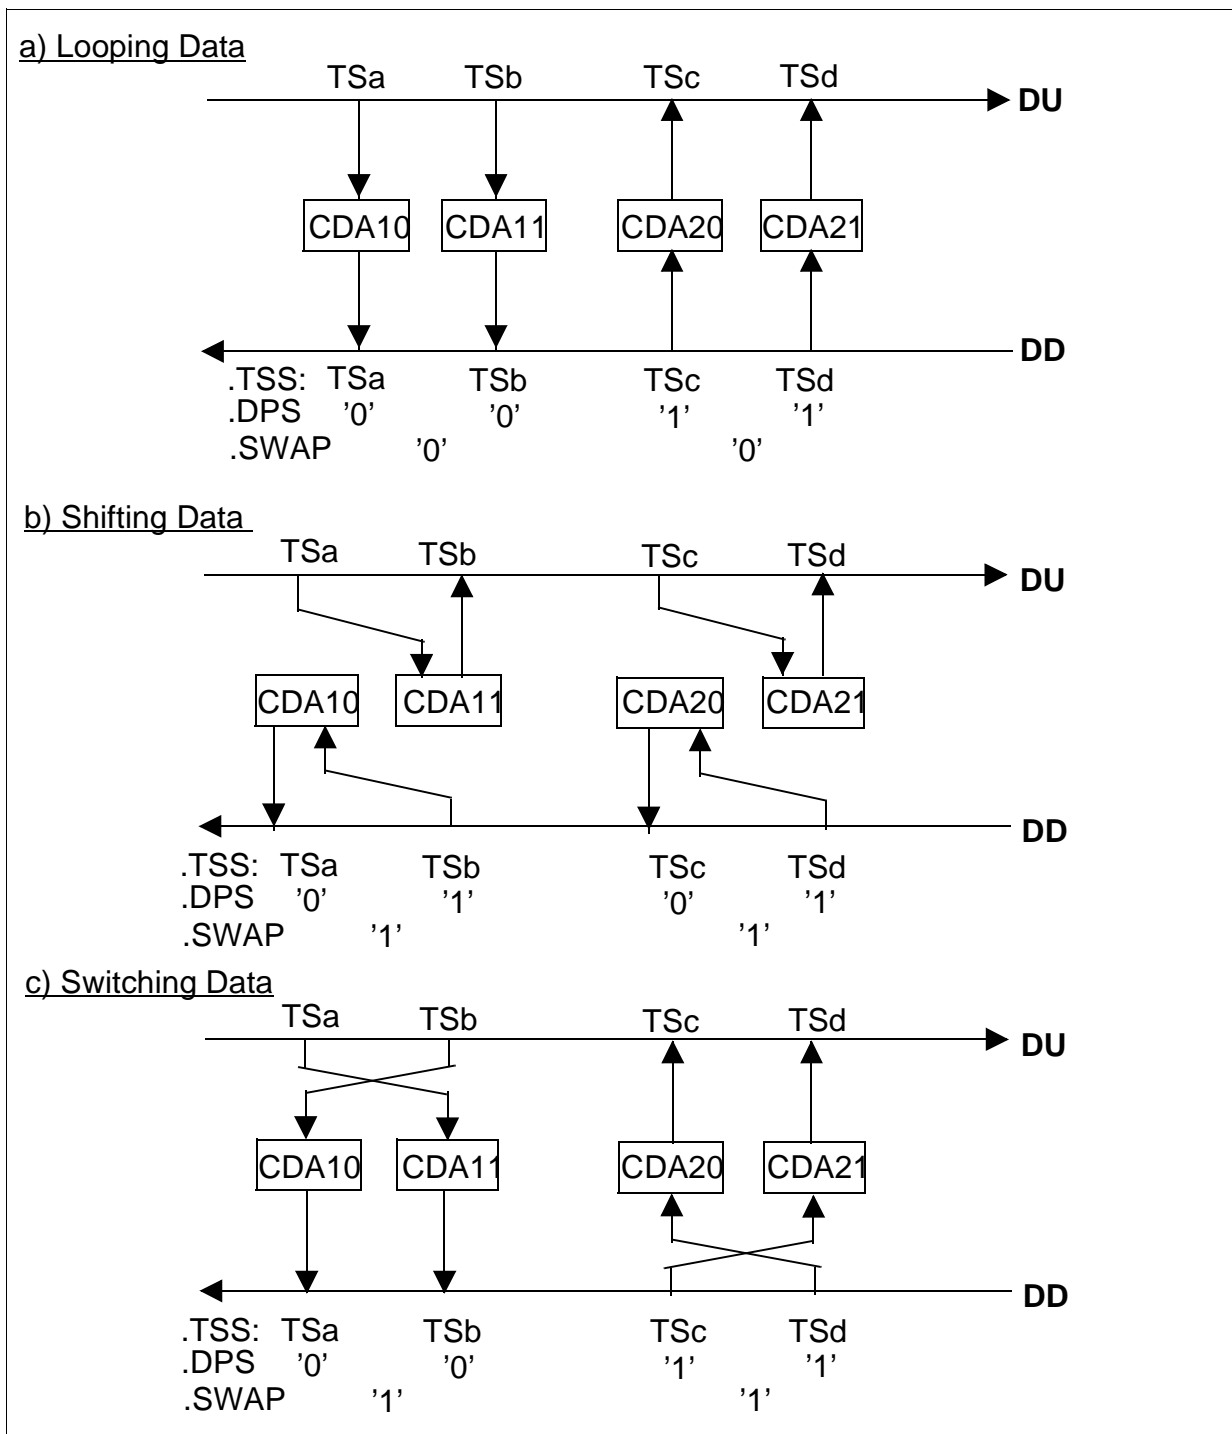 a) Looping Data
TSa TSb TSc TSd
DU
CDA10 CDA11 CDA20 CDA21
DD
.TSS: TSa TSb TSc TSd
.DPS ’0’ ’0’ ’1’ ’1’
.SWAP ’0’ ’0’
b) Shifting Data
TSa TSb TSc TSd
DU
CDA10 CDA11 CDA20 CDA21
DD
.TSS: TSa TSb TSc TSd
.DPS ’0’ ’1’ ’0’ ’1’
.SWAP ’1’ ’1’
c) Switching Data
TSa TSb TSc TSd
DU
CDA10 CDA11 CDA20 CDA21
DD
.TSS: TSa TSb TSc TSd
.DPS ’0’ ’0’ ’1’ ’1’
.SWAP ’1’ ’1’